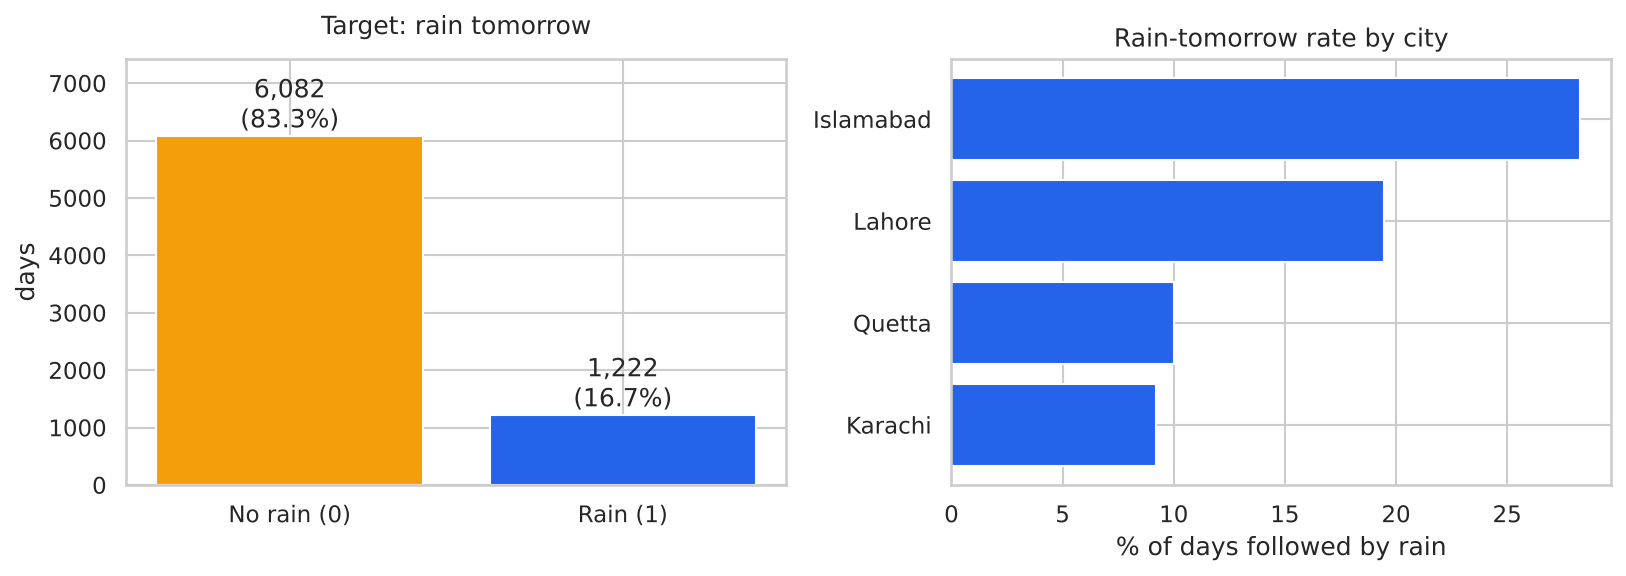 Target: rain tomorrow
7000
6000
5000
4000
3000
2000
1000
0
days
6,082
(83.3%)
1,222
(16.7%)
No rain (0)
Rain (1)
Rain-tomorrow rate by city
Islamabad
Lahore
Quetta
Karachi
0
5
10
15
20
25
% of days followed by rain